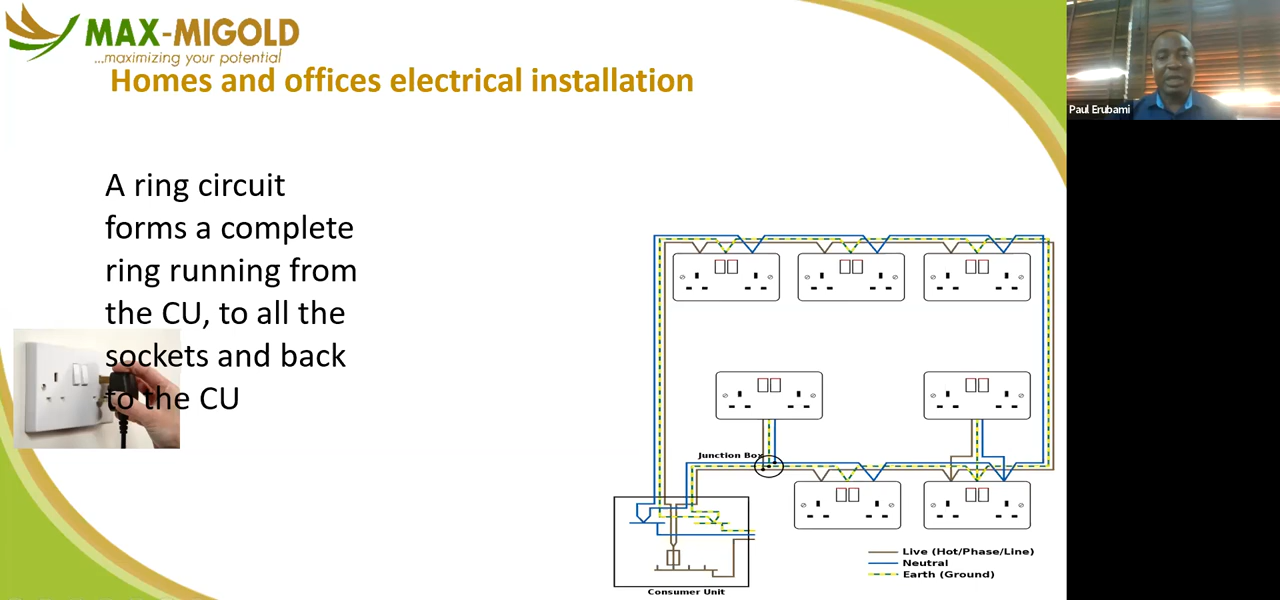 MAX-MIGOLD
...maximizing your potential
Homes and offices electrical installation
Paul Erubami
A ring circuit
forms a complete
ring running from
the CU, to all the
sockets and back
to the CU
Junction Box
Live (Hot/Phase/Line)
Neutral
Earth (Ground)
Consumer Unit